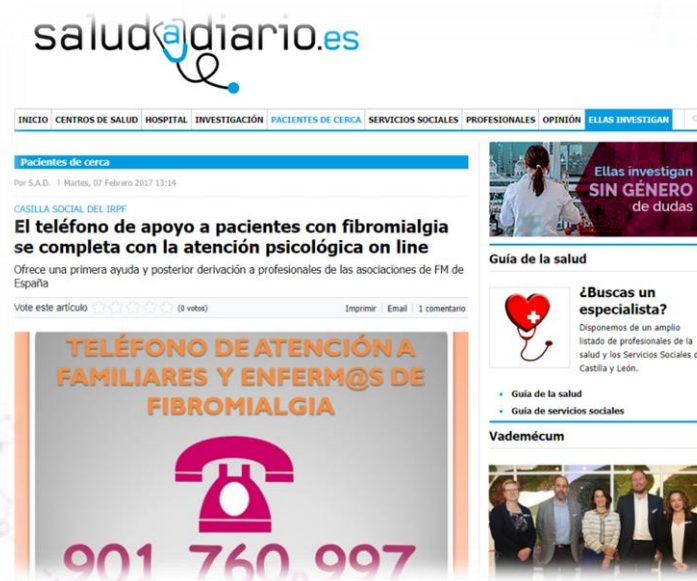 saludadiario.es
INICIO CENTROS DE SALUD HOSPITAL INVESTIGACIÓN PACIENTES DE CERCA SERVICIOS SOCIALES PROFESIONALES OPINIÓN ELLAS INVESTIGAN
Pacientes de cerca
Por S.A.D. | Martes, 07 Febrero 2017 13:14
CASILLA SOCIAL DEL IRPF
El teléfono de apoyo a pacientes con fibromialgia
se completa con la atención psicológica on line
Ofrece una primera ayuda y posterior derivación a profesionales de las asociaciones de FM de
España
Vote este artículo (0 votos) Imprimir Email 1 comentario
TELÉFONO DE ATENCIÓN A
FAMILIARES Y ENFERM@S DE
FIBROMIALGIA
901 760 997
Ellas investigan
SIN GÉNERO
de dudas
Guía de la salud
¿Buscas un
especialista?
Disponemos de un amplio
listado de profesionales de la
salud y los Servicios Sociales
Castilla y León.
Guía de la salud
Guía de servicios sociales
Vademécum